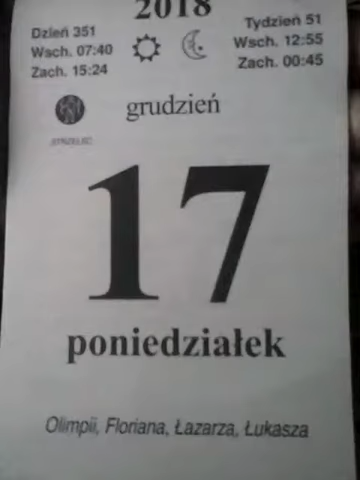 2018
Dzień 351
Wsch. 07:40
Zach. 15:24
Tydzień 51
Wsch. 12:55
Zach. 00:45
grudzień
STRZELEC
17
poniedziałek
Olimpii, Floriana, Łazarza, Łukasza